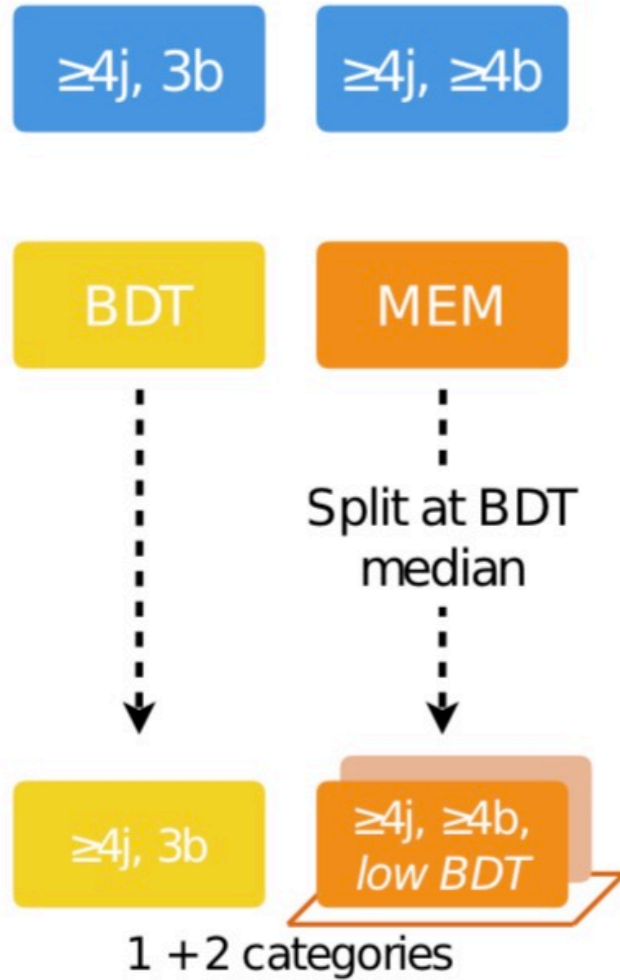 ≥4j, 3b
≥4j, ≥4b
BDT
MEM
Split at BDT
median
≥4j, 3b
≥4j, ≥4b,
low BDT
1 + 2 categories